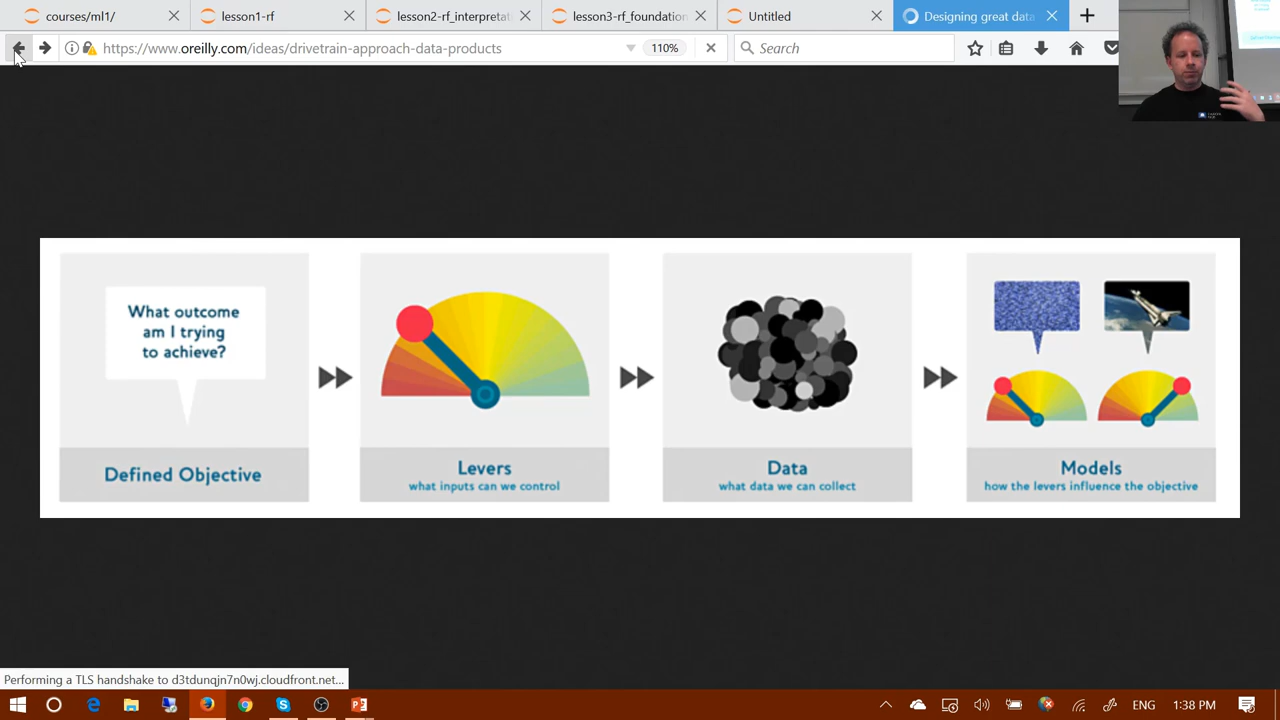 courses/ml1/
lesson1-rf
lesson2-rf_interpretat
lesson3-rf_foundation
Untitled
Designing great data
https://www.oreilly.com/ideas/drivetrain-approach-data-products
110%
Search
What outcome
am I trying
to achieve?
Defined Objective
Levers
what inputs can we control
Data
what data we can collect
Models
how the levers influence the objective
Performing a TLS handshake to d3tdunqjn7n0wj.cloudfront.net...
ENG
1:38 PM